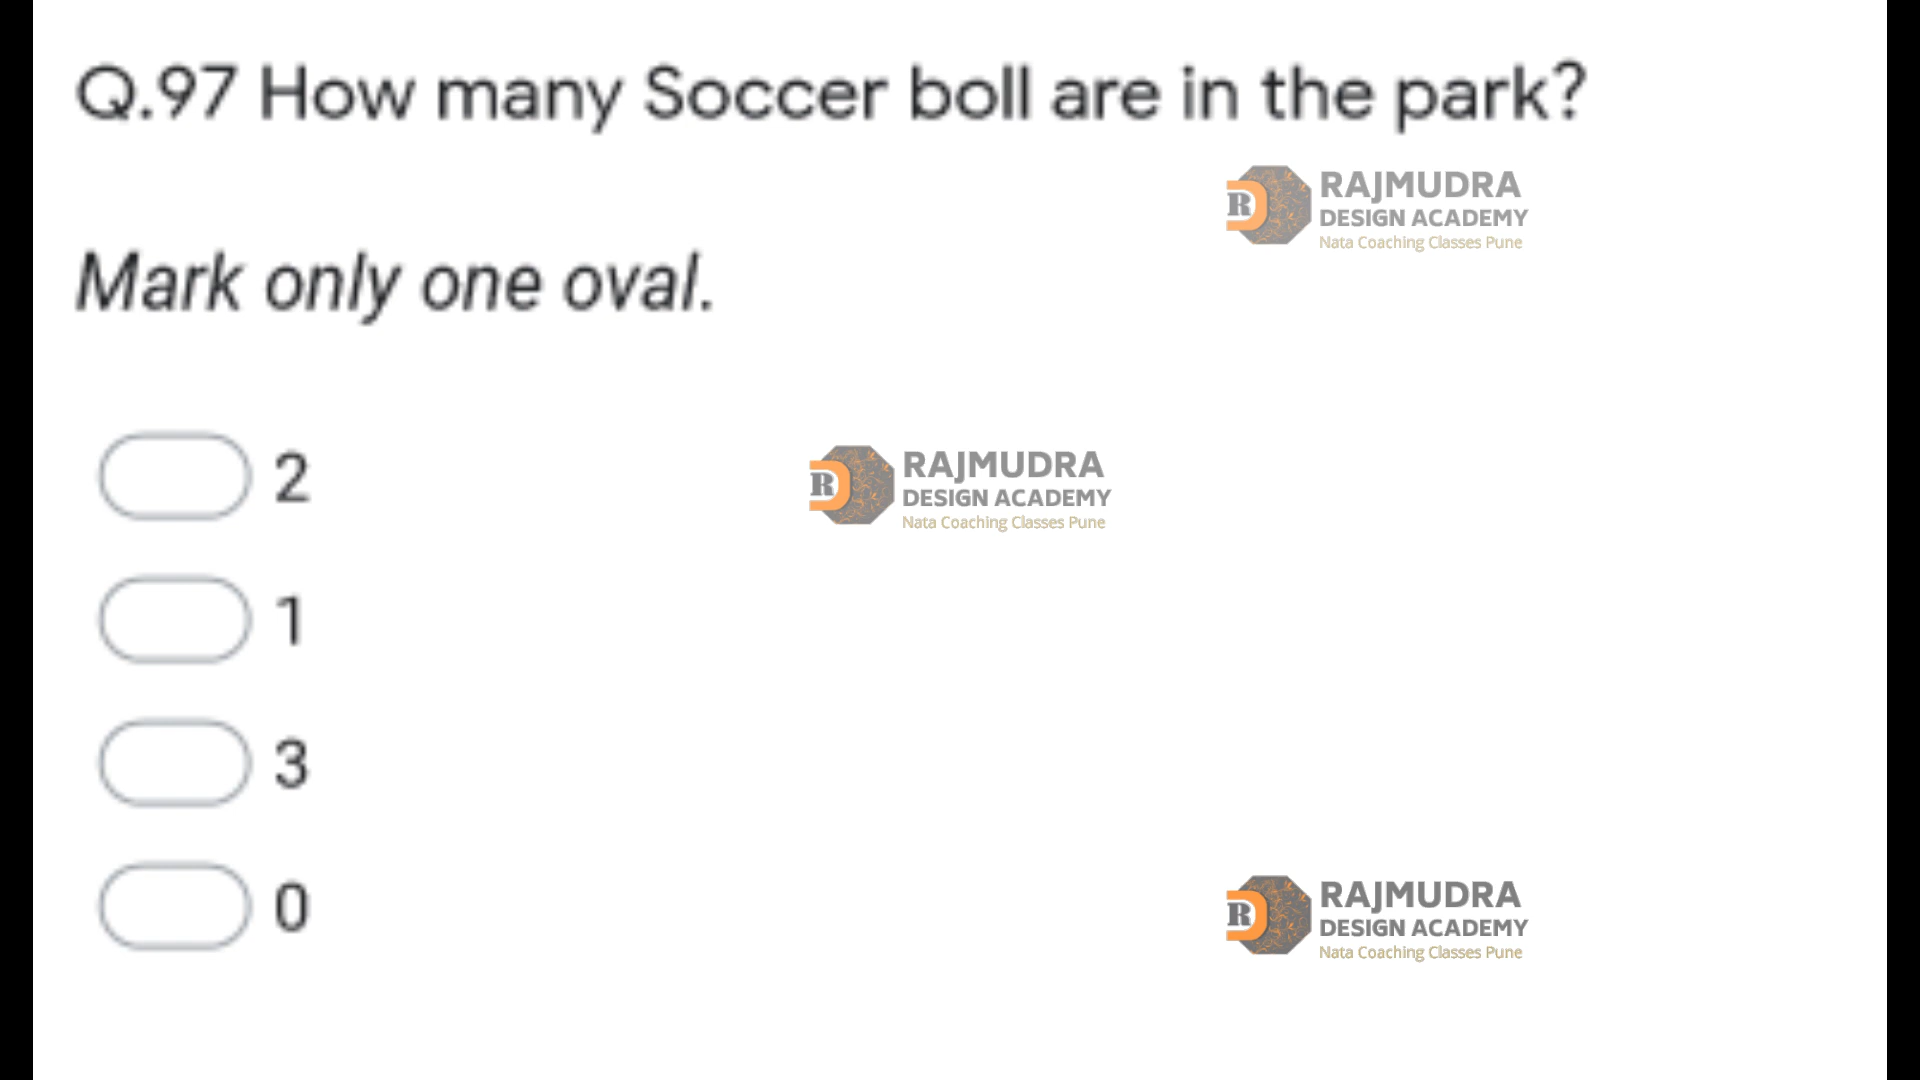 Q.97 How many Soccer boll are in the park?
RAJMUDRA
DESIGN ACADEMY
Nata Coaching Classes Pune
Mark only one oval.
2
RAJMUDRA
DESIGN ACADEMY
Nata Coaching Classes Pune
1
3
0
RAJMUDRA
DESIGN ACADEMY
Nata Coaching Classes Pune